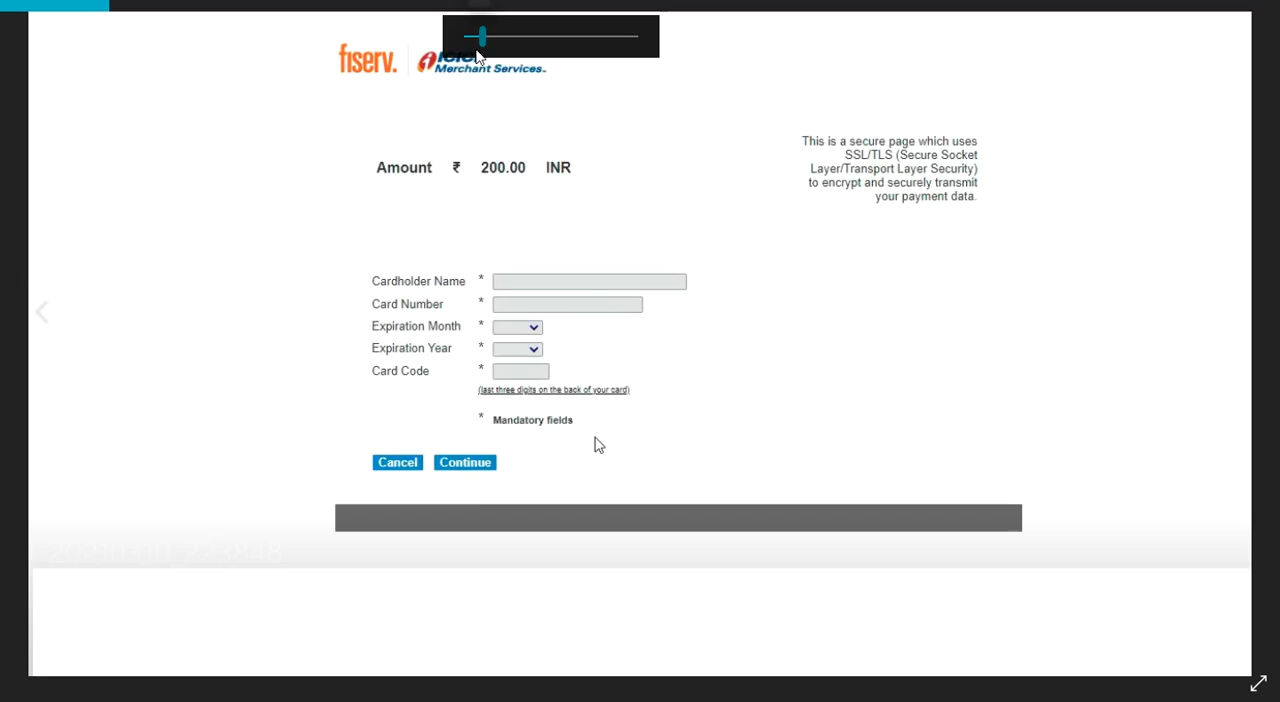 fiserv.
Merchant Services
This is a secure page which uses
SSL/TLS (Secure Socket
Layer/Transport Layer Security)
to encrypt and securely transmit
your payment data.
Amount ₹ 200.00 INR
Cardholder Name *
Card Number *
Expiration Month *
Expiration Year *
Card Code *
(last three digits on the back of your card)
* Mandatory fields
Cancel Continue